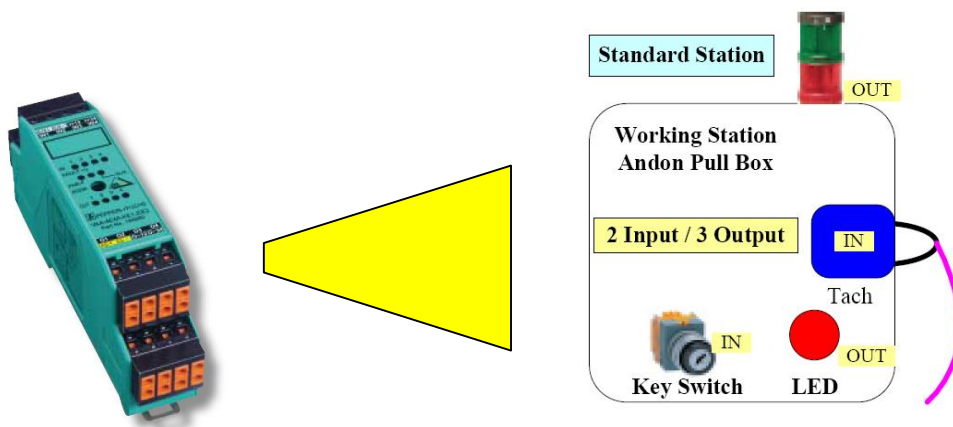 Standard Station
OUT
Working Station
Andon Pull Box
2 Input / 3 Output
IN
Tach
IN
OUT
Key Switch
LED